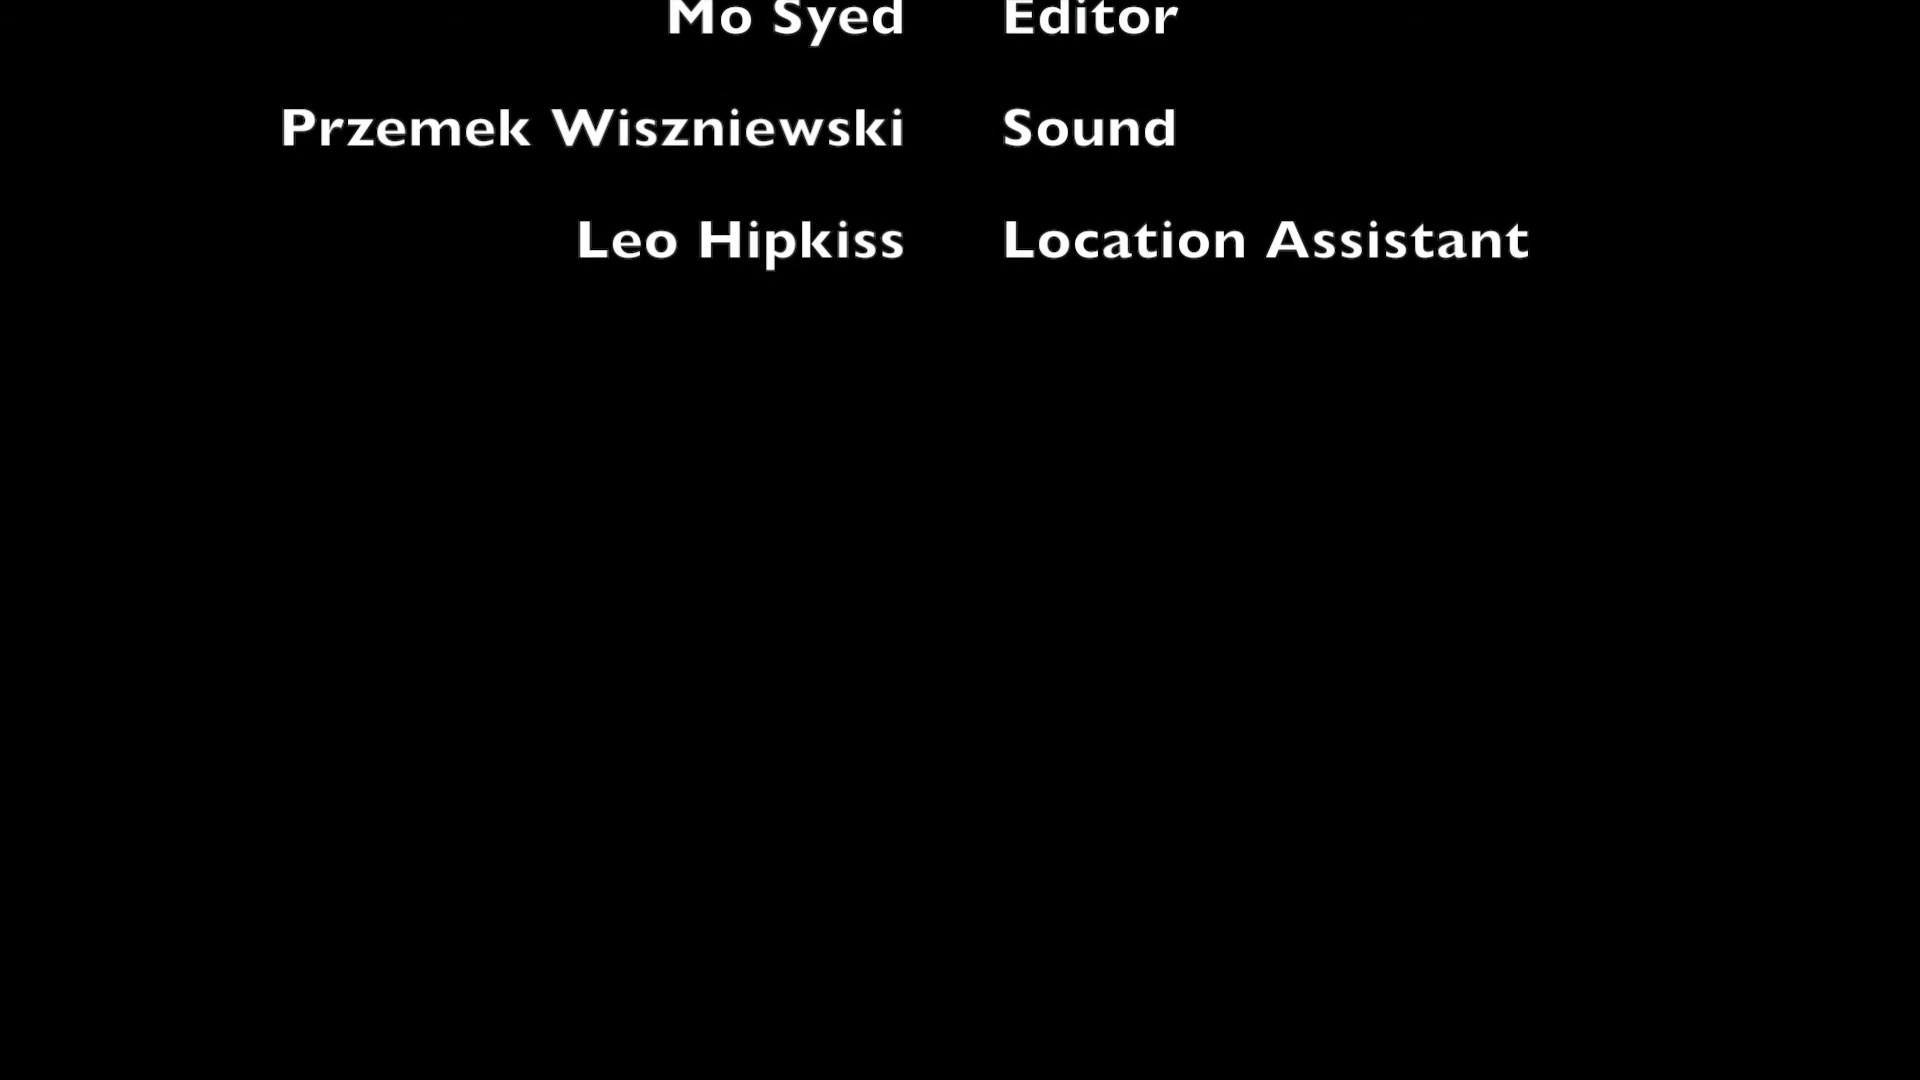 Mo Syed Editor
Przemek Wiszniewski Sound
Leo Hipkiss Location Assistant